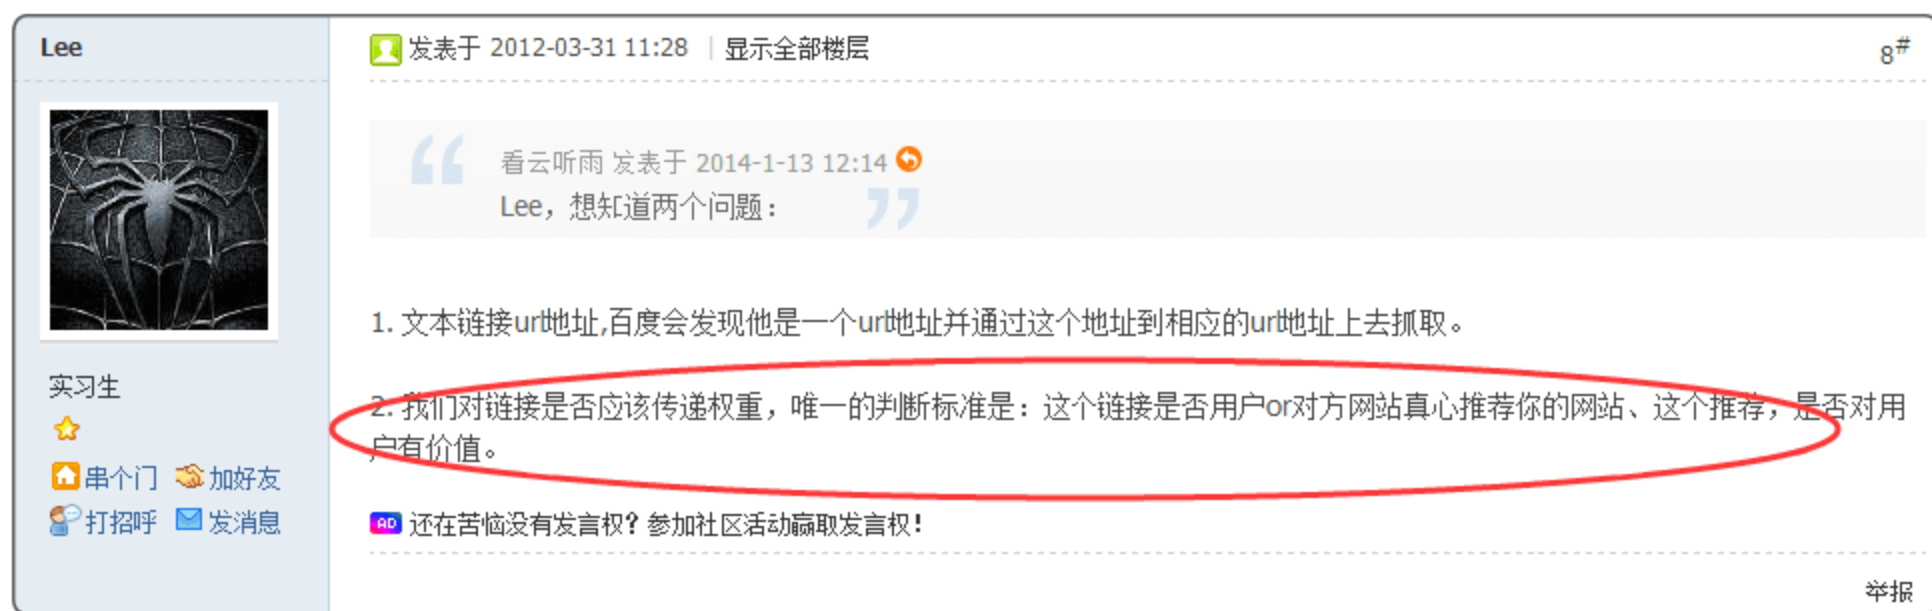 Lee
发表于 2012-03-31 11:28 | 显示全部楼层
8#
看云听雨 发表于 2014-1-13 12:14
Lee，想知道两个问题：
1. 文本链接url地址,百度会发现他是一个url地址并通过这个地址到相应的url地址上去抓取。
2. 我们对链接是否应该传递权重，唯一的判断标准是：这个链接是否用户or对方网站真心推荐你的网站、这个推荐，是否对用
户有价值。
实习生
串个门 加好友
打招呼 发消息
AD 还在苦恼没有发言权？参加社区活动赢取发言权！
举报